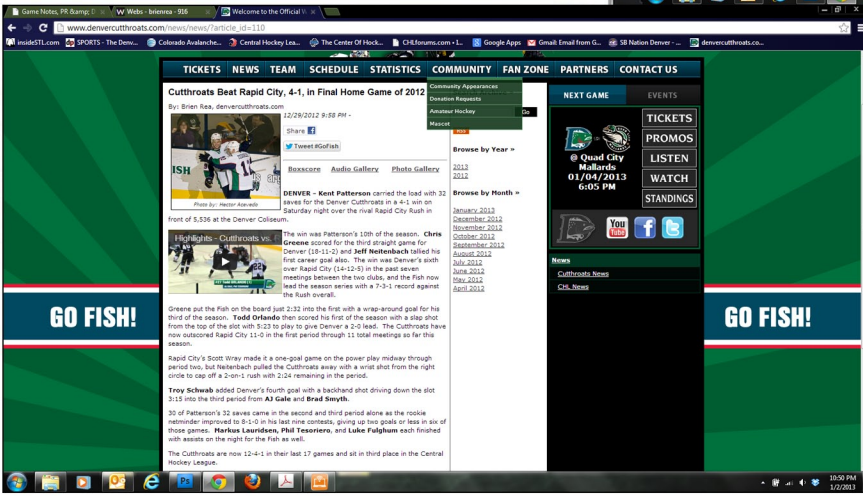 Game Notes, PR &amp; D
Webs - brienrea - 916
Welcome to the Official V
www.denvercutthroats.com/news/news/?article_id=110
insideSTL.com
SPORTS - The Denv...
Colorado Avalanche...
Central Hockey Lea...
The Center Of Hock...
CHLforums.com • I...
Google Apps
Gmail: Email from G...
SB Nation Denver - ...
denvercutthroats.co...
TICKETS NEWS TEAM SCHEDULE STATISTICS COMMUNITY FAN ZONE PARTNERS CONTACT US
Community Appearances
Donation Requests
Amateur Hockey
Mascot
Cutthroats Beat Rapid City, 4-1, in Final Home Game of 2012
By: Brien Rea, denvercutthroats.com
12/29/2012 9:58 PM -
Share
Tweet #GoFish
Boxscore Audio Gallery Photo Gallery
Photo by: Hector Acevedo
DENVER – Kent Patterson carried the load with 32
saves for the Denver Cutthroats in a 4-1 win on
Saturday night over the rival Rapid City Rush in
front of 5,536 at the Denver Coliseum.
Highlights - Cutthroats vs.
The win was Patterson's 10th of the season. Chris
Greene scored for the third straight game for
Denver (18-11-2) and Jeff Neitenbach tallied his
first career goal also. The win was Denver's sixth
over Rapid City (14-12-5) in the past seven
meetings between the two clubs, and the Fish now
lead the season series with a 7-3-1 record against
the Rush overall.
Greene put the Fish on the board just 2:32 into the first with a wrap-around goal for his
third of the season. Todd Orlando then scored his first of the season with a slap shot
from the top of the slot with 5:23 to play to give Denver a 2-0 lead. The Cutthroats have
now outscored Rapid City 11-0 in the first period through 11 total meetings so far this
season.
Rapid City's Scott Wray made it a one-goal game on the power play midway through
period two, but Neitenbach pulled the Cutthroats away with a wrist shot from the right
circle to cap off a 2-on-1 rush with 2:24 remaining in the period.
Troy Schwab added Denver's fourth goal with a backhand shot driving down the slot
3:15 into the third period from AJ Gale and Brad Smyth.
30 of Patterson's 32 saves came in the second and third period alone as the rookie
netminder improved to 8-1-0 in his last nine contests, giving up two goals or less in six of
those games. Markus Lauridsen, Phil Tesoriero, and Luke Fulghum each finished
with assists on the night for the Fish as well.
The Cutthroats are now 12-4-1 in their last 17 games and sit in third place in the Central
Hockey League.
Go
RSS
Browse by Year »
2013
2012
Browse by Month »
January 2013
December 2012
November 2012
October 2012
September 2012
August 2012
July 2012
June 2012
May 2012
April 2012
NEXT GAME EVENTS
@ Quad City
Mallards
01/04/2013
6:05 PM
TICKETS
PROMOS
LISTEN
WATCH
STANDINGS
You
Tube
News
Cutthroats News
CHL News
GO FISH!
GO FISH!
10:50 PM
1/2/2013